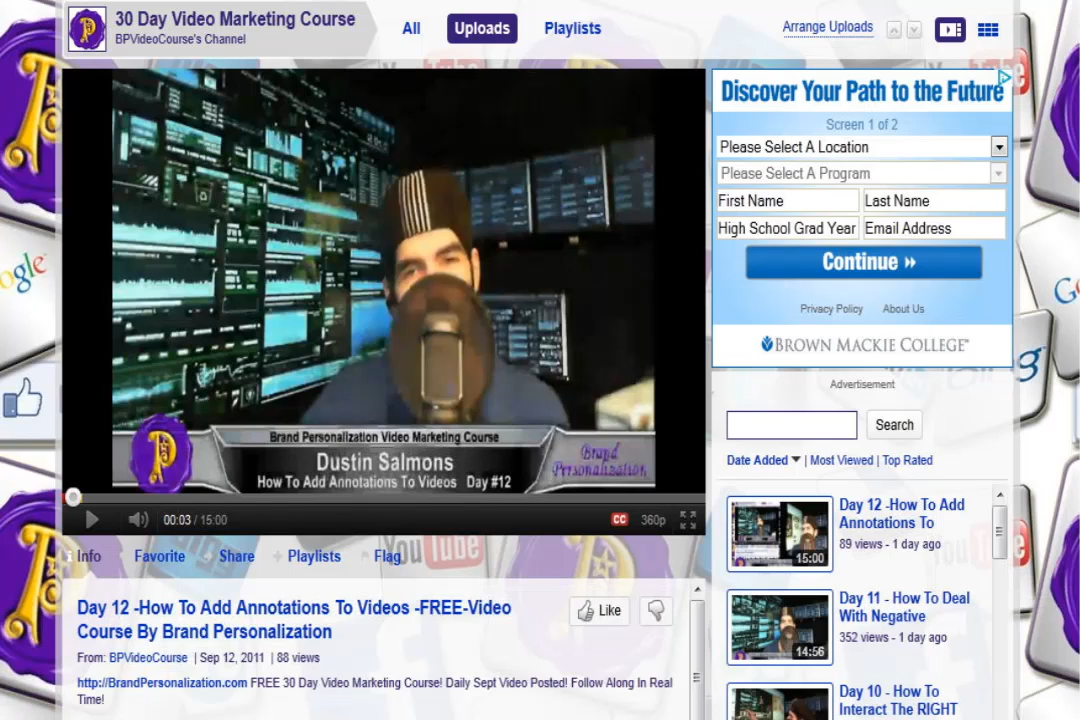 30 Day Video Marketing Course
BPVideoCourse's Channel
All
Uploads
Playlists
Arrange Uploads
Brand Personalization Video Marketing Course
Dustin Salmons
How To Add Annotations To Videos Day #12
Brand
Personalization
00:03 / 15:00
CC
360p
Info
Favorite
Share
+ Playlists
Flag
Day 12 -How To Add Annotations To Videos -FREE-Video
Course By Brand Personalization
Like
From: BPVideoCourse | Sep 12, 2011 | 88 views
http://BrandPersonalization.com FREE 30 Day Video Marketing Course! Daily Sept Video Posted! Follow Along In Real
Time!
Discover Your Path to the Future
Screen 1 of 2
Please Select A Location
Please Select A Program
First Name
Last Name
High School Grad Year
Email Address
Continue »
Privacy Policy
About Us
BROWN MACKIE COLLEGE
Advertisement
Search
Date Added | Most Viewed | Top Rated
Day 12 -How To Add
Annotations To
89 views - 1 day ago
15:00
Day 11 - How To Deal
With Negative
352 views - 1 day ago
14:56
Day 10 - How To
Interact The RIGHT
YouTube